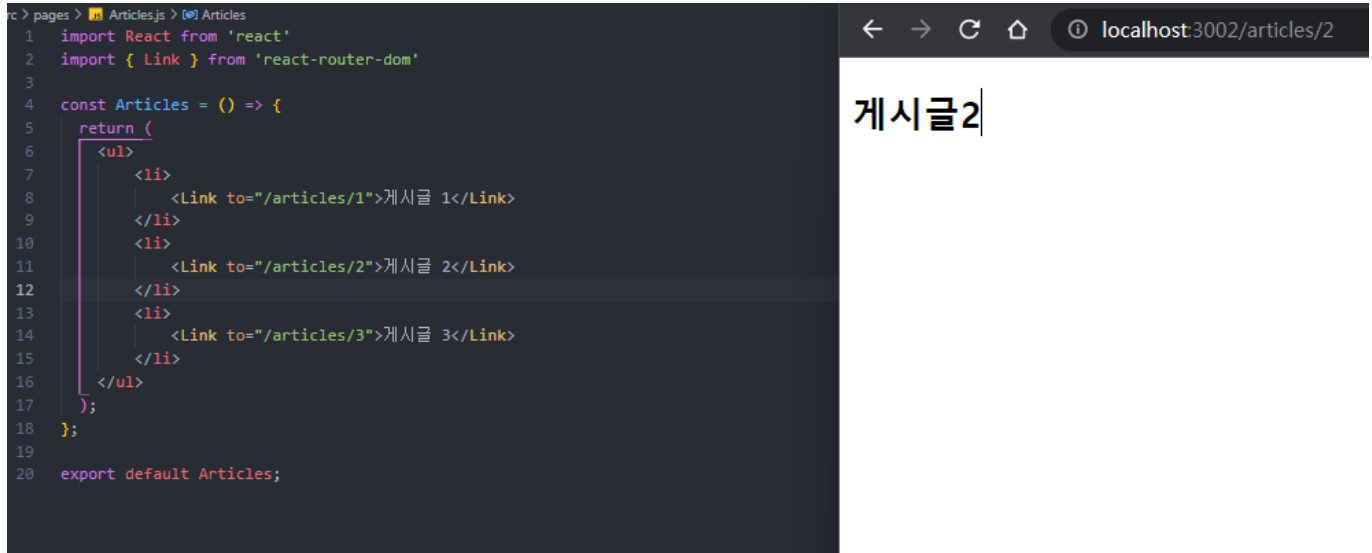 rc > pages > JS Articles.js > Articles
1 import React from 'react'
2 import { Link } from 'react-router-dom'
3
4 const Articles = () => {
5 return (
6 <ul>
7 <li>
8 <Link to="/articles/1">게시글 1</Link>
9 </li>
10 <li>
11 <Link to="/articles/2">게시글 2</Link>
12 </li>
13 <li>
14 <Link to="/articles/3">게시글 3</Link>
15 </li>
16 </ul>
17 );
18 };
19
20 export default Articles;
localhost:3002/articles/2
게시글2